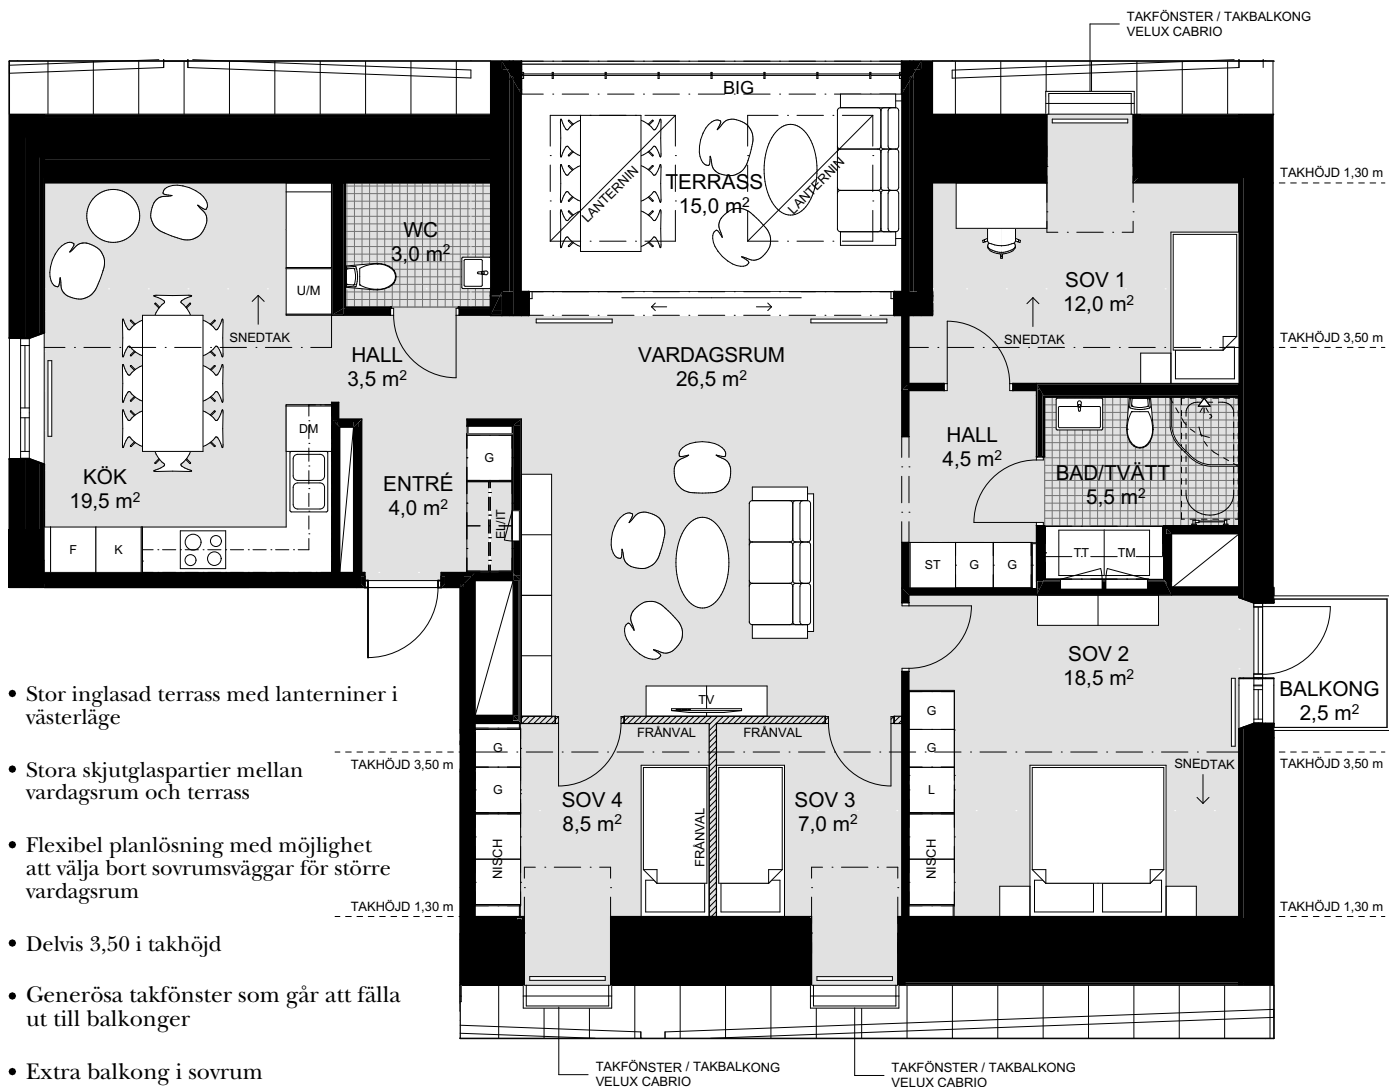 TAKFÖNSTER / TAKBALKONG
VELUX CABRIO
BIG
TERRASS
15,0 m²
LANTERNIN
LANTERNIN
TAKHÖJD 1,30 m
WC
3,0 m²
U/M
SNEDTAK
SOV 1
12,0 m²
SNEDTAK
TAKHÖJD 3,50 m
HALL
3,5 m²
VARDAGSRUM
26,5 m²
DM
KÖK
19,5 m²
ENTRÉ
4,0 m²
G
EL/IT
HALL
4,5 m²
BAD/TVÄTT
5,5 m²
F
K
ST
G
G
TT
TM
SOV 2
18,5 m²
BALKONG
2,5 m²
TV
FRÅNVAL
FRÅNVAL
FRÅNVAL
G
G
NISCH
SOV 4
8,5 m²
SOV 3
7,0 m²
G
G
L
NISCH
SNEDTAK
TAKHÖJD 3,50 m
TAKHÖJD 3,50 m
TAKHÖJD 1,30 m
TAKHÖJD 1,30 m
• Stor inglasad terrass med lanterniner i
västerläge
• Stora skjutglaspartier mellan
vardagsrum och terrass
• Flexibel planlösning med möjlighet
att välja bort sovrumsväggar för större
vardagsrum
• Delvis 3,50 i takhöjd
• Generösa takfönster som går att fälla
ut till balkonger
• Extra balkong i sovrum
TAKFÖNSTER / TAKBALKONG
VELUX CABRIO
TAKFÖNSTER / TAKBALKONG
VELUX CABRIO